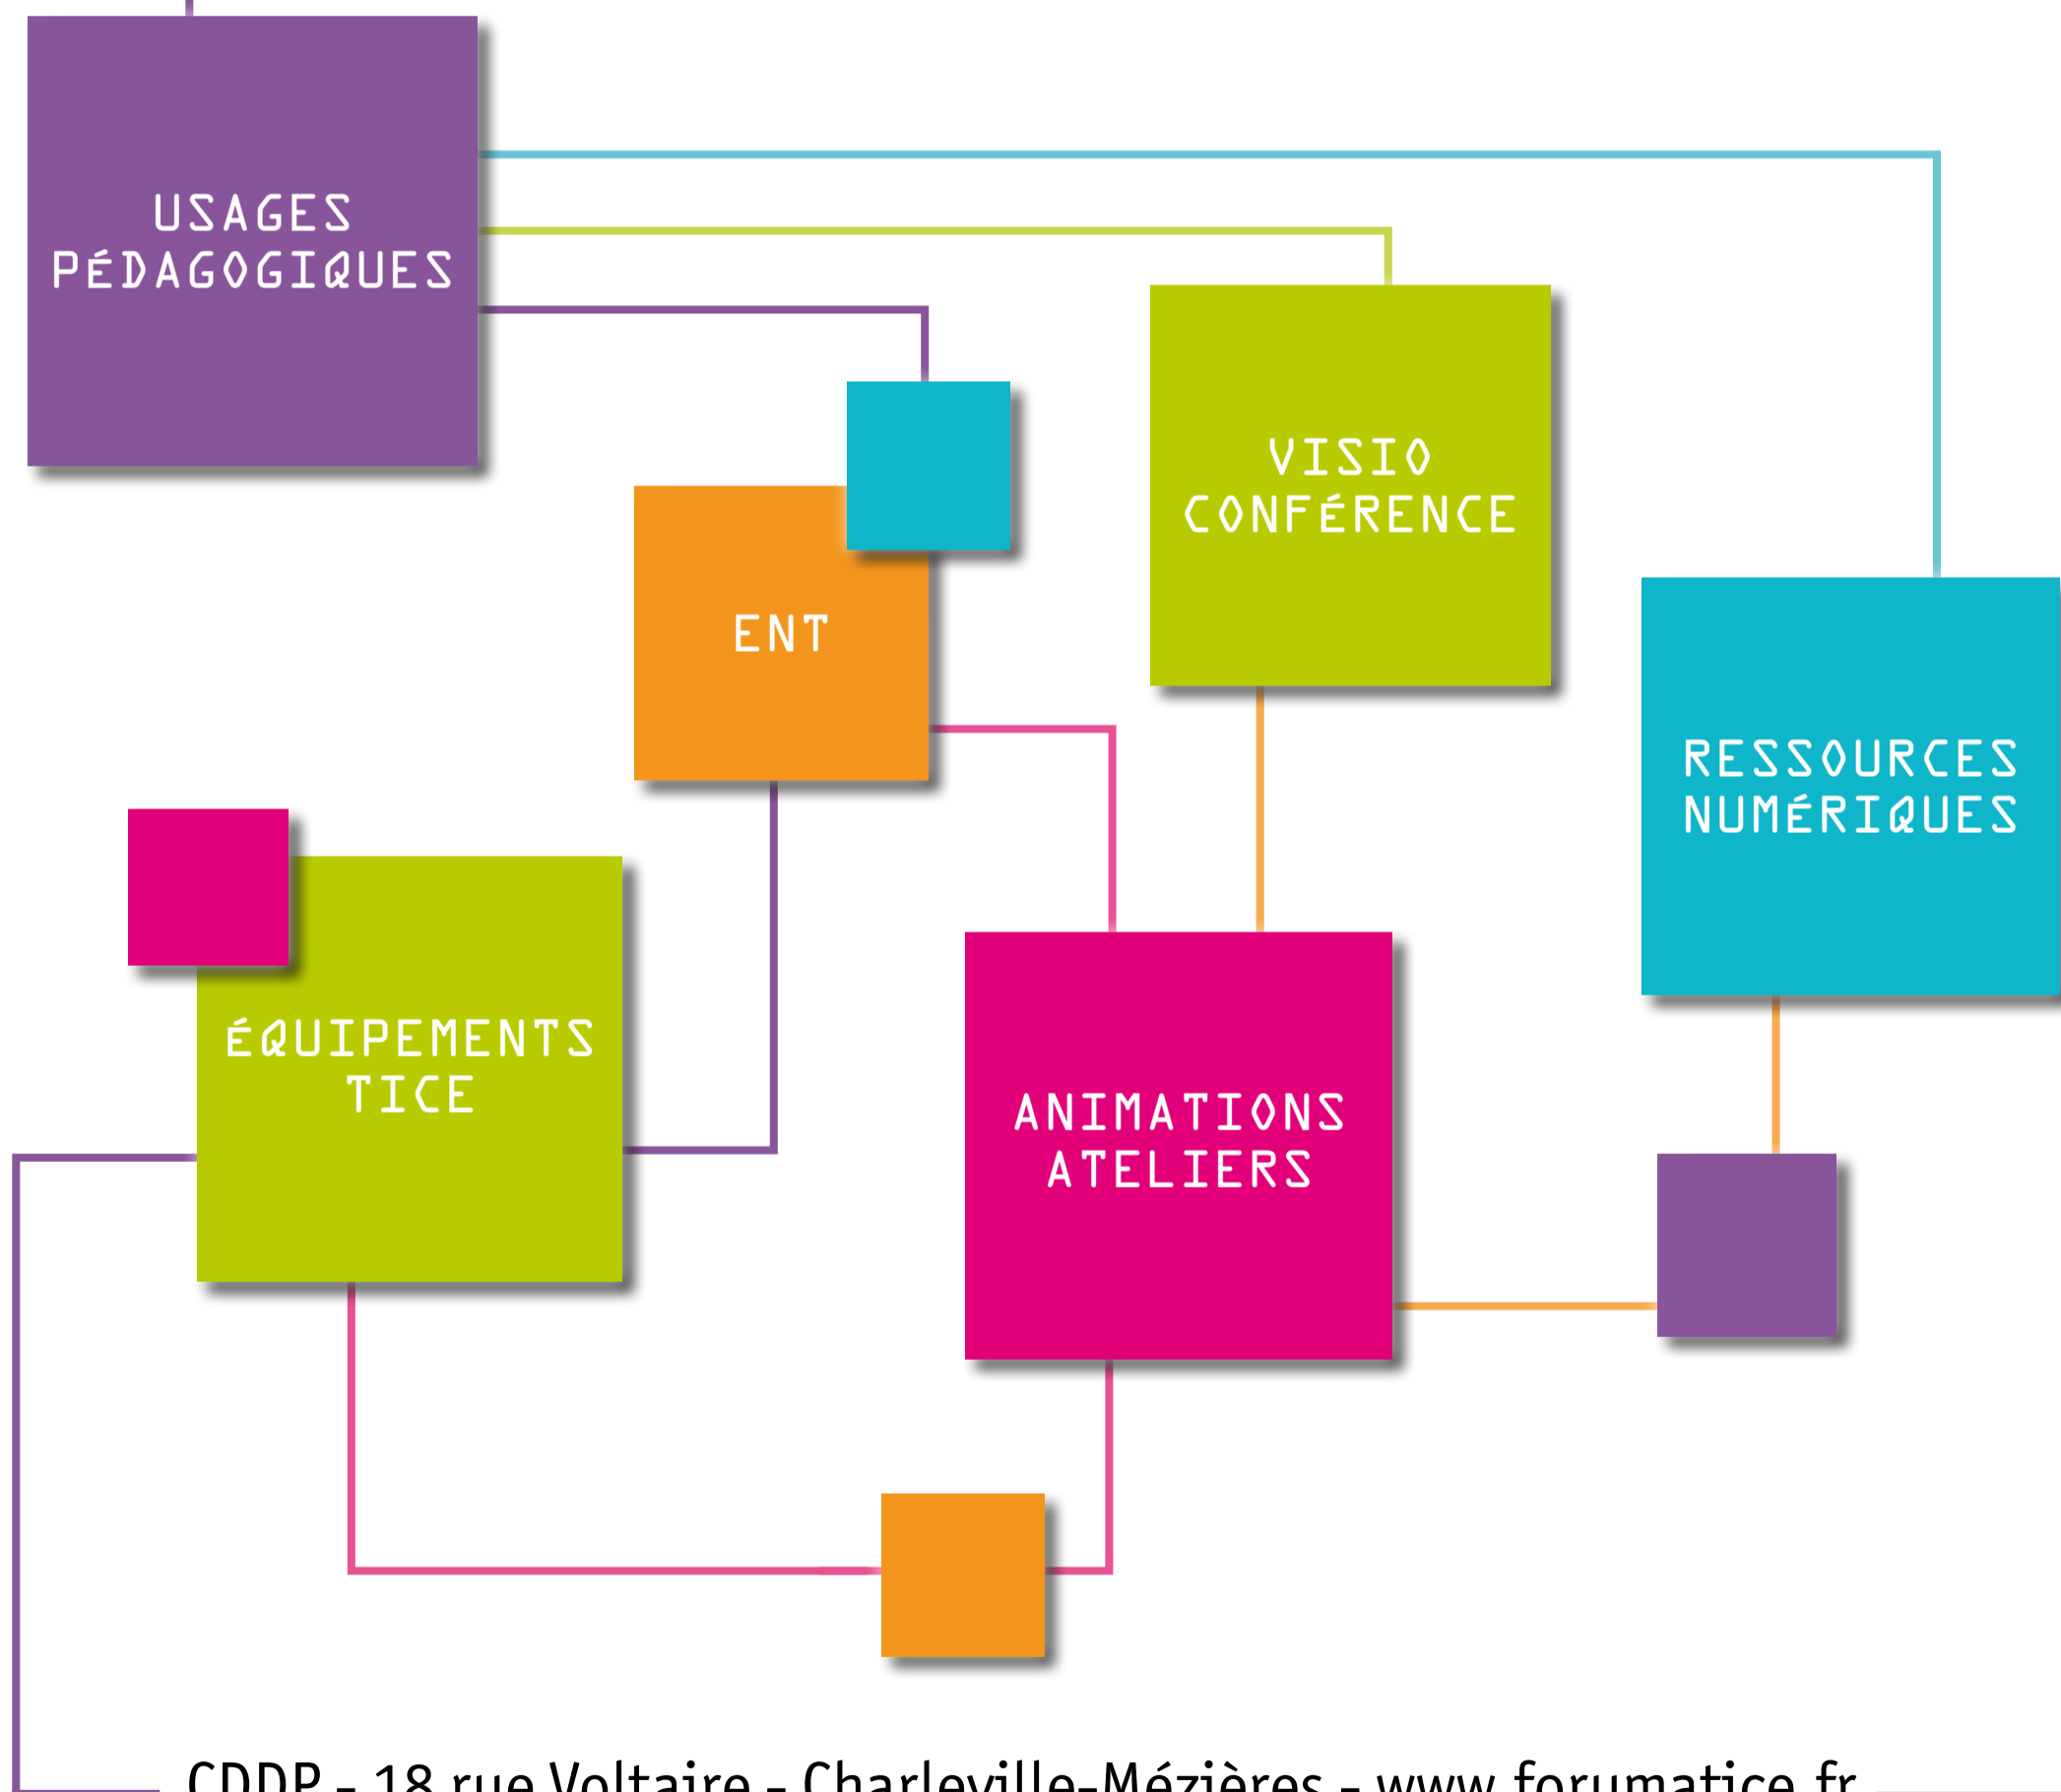 USAGES
PÉDAGOGIQUES
VISIO
CONFÉRENCE
ENT
RESSOURCES
NUMÉRIQUES
ÉQUIPEMENTS
TICE
ANIMATIONS
ATELIERS
CDDP - 18 rue Voltaire - Charleville-Mézières - www.forumatice.fr